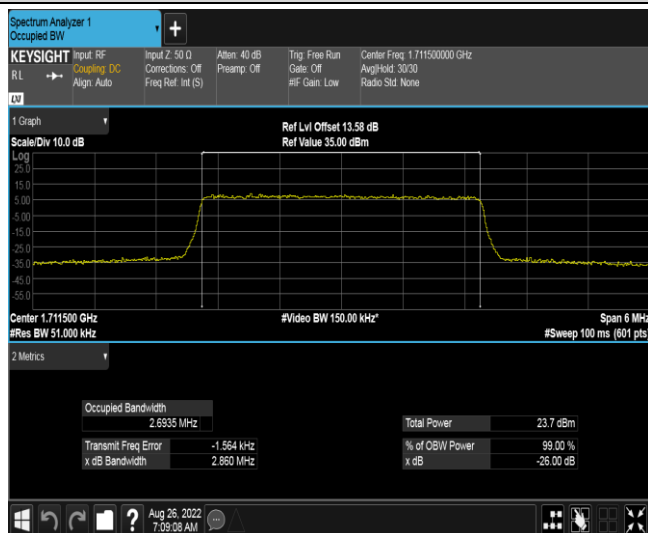 Spectrum Analyzer 1
Occupied BW
+
KEYSIGHT Input: RF Input Z: 50 Ω Atten: 40 dB Trig: Free Run Center Freq: 1.711500000 GHz
RL Coupling: DC Corrections: Off Preamp: Off Gate: Off Avg|Hold: 30/30
Align: Auto Freq Ref: Int (S) #IF Gain: Low Radio Std: None
LXI
1 Graph
Ref Lvl Offset 13.58 dB
Scale/Div 10.0 dB Ref Value 35.00 dBm
Log
25.0
15.0
5.00
-5.00
-15.0
-25.0
-35.0
-45.0
-55.0
Center 1.711500 GHz #Video BW 150.00 kHz* Span 6 MHz
#Res BW 51.000 kHz #Sweep 100 ms (601 pts)
2 Metrics
Occupied Bandwidth
2.6935 MHz Total Power 23.7 dBm
Transmit Freq Error -1.564 kHz % of OBW Power 99.00 %
x dB Bandwidth 2.860 MHz x dB -26.00 dB
? Aug 26, 2022
7:09:08 AM